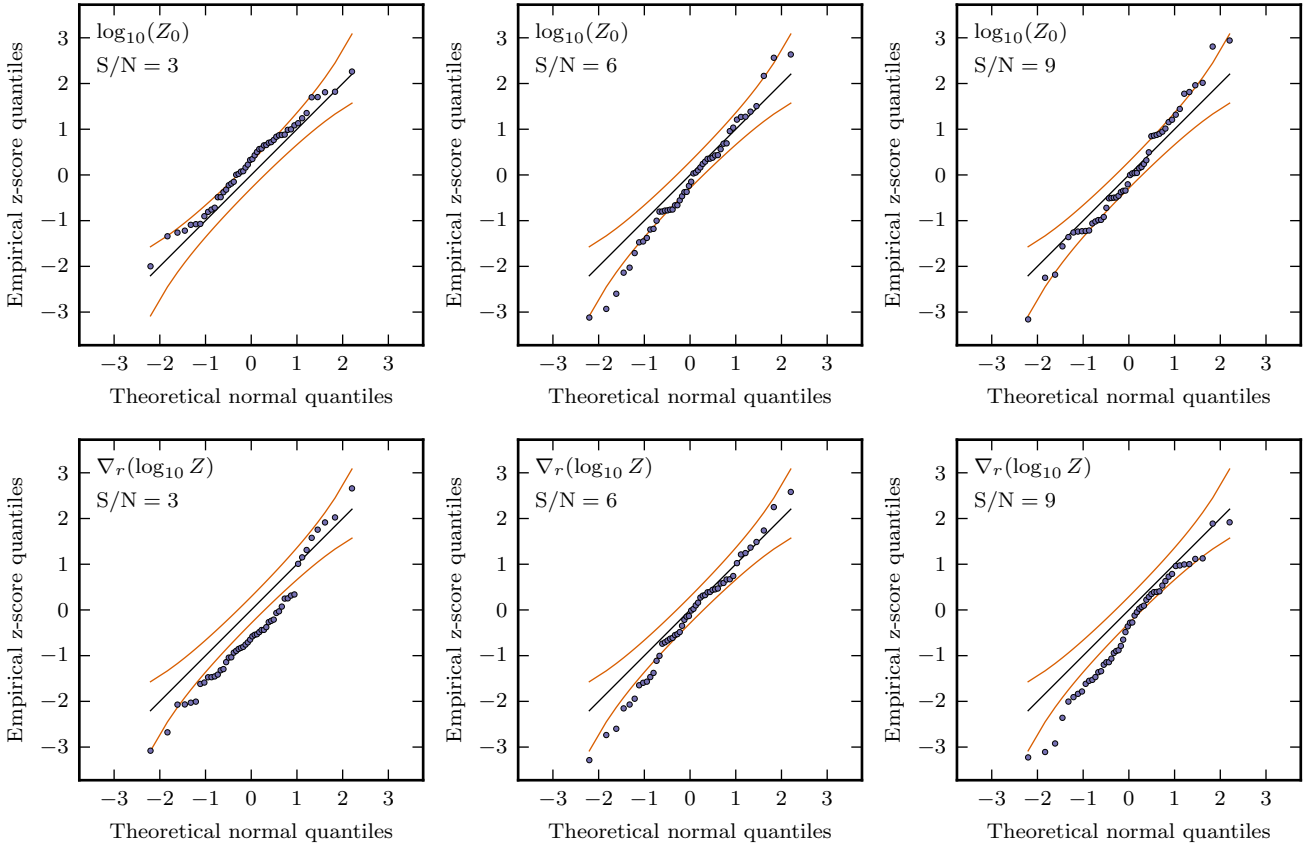 log₁₀(Z₀)
S/N = 3
3
2
1
0
−1
−2
−3
Empirical z-score quantiles
−3 −2 −1 0 1 2 3
Theoretical normal quantiles
log₁₀(Z₀)
S/N = 6
3
2
1
0
−1
−2
−3
Empirical z-score quantiles
−3 −2 −1 0 1 2 3
Theoretical normal quantiles
log₁₀(Z₀)
S/N = 9
3
2
1
0
−1
−2
−3
Empirical z-score quantiles
−3 −2 −1 0 1 2 3
Theoretical normal quantiles
∇ᵣ(log₁₀ Z)
S/N = 3
3
2
1
0
−1
−2
−3
Empirical z-score quantiles
−3 −2 −1 0 1 2 3
Theoretical normal quantiles
∇ᵣ(log₁₀ Z)
S/N = 6
3
2
1
0
−1
−2
−3
Empirical z-score quantiles
−3 −2 −1 0 1 2 3
Theoretical normal quantiles
∇ᵣ(log₁₀ Z)
S/N = 9
3
2
1
0
−1
−2
−3
Empirical z-score quantiles
−3 −2 −1 0 1 2 3
Theoretical normal quantiles